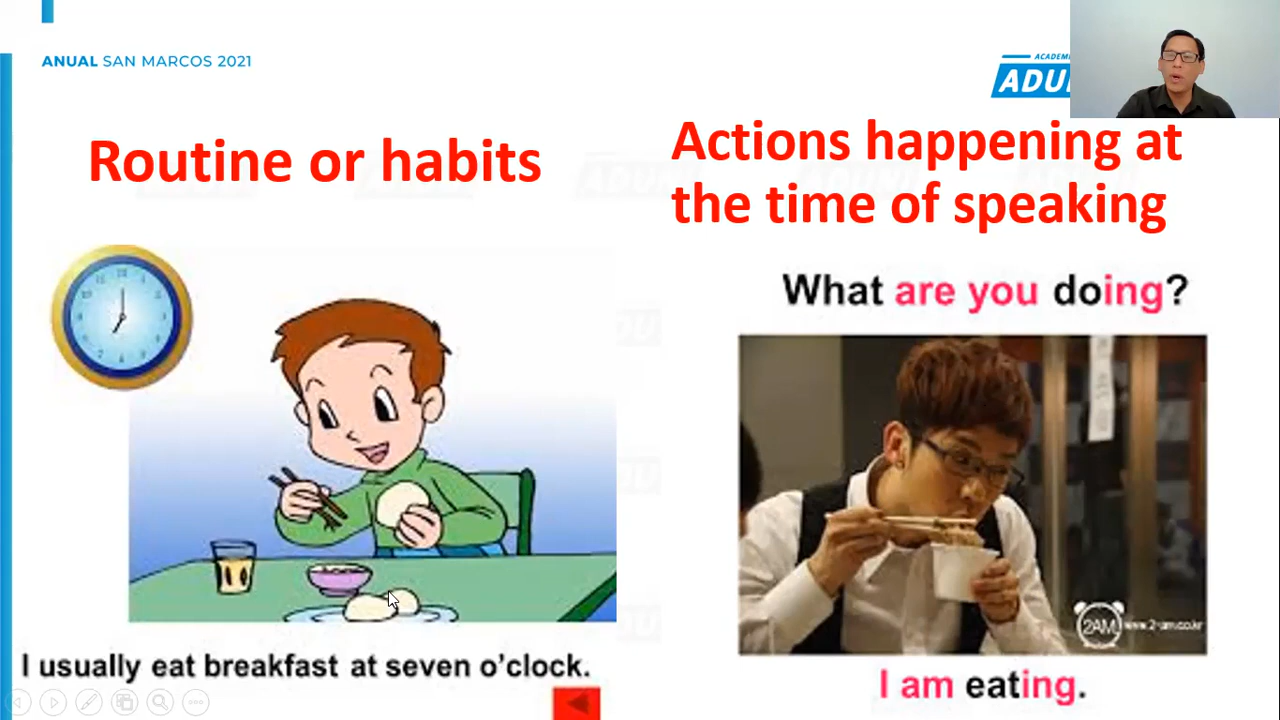 ANUAL SAN MARCOS 2021
ACADEMI
ADU
Routine or habits
Actions happening at
the time of speaking
What are you doing?
2AM www.2-am.co.kr
I usually eat breakfast at seven o’clock.
I am eating.